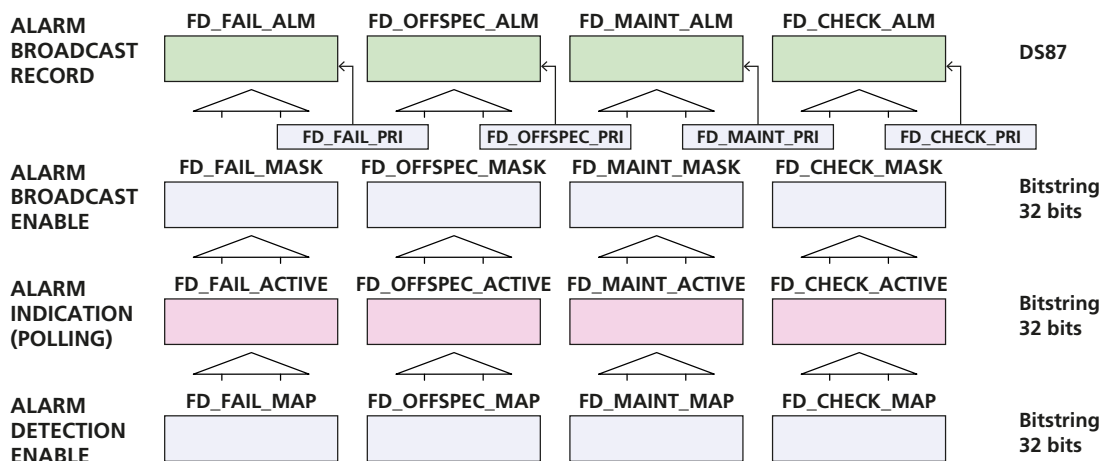 ALARM
BROADCAST
RECORD
FD_FAIL_ALM FD_OFFSPEC_ALM FD_MAINT_ALM FD_CHECK_ALM
DS87
FD_FAIL_PRI FD_OFFSPEC_PRI FD_MAINT_PRI FD_CHECK_PRI
ALARM
BROADCAST
ENABLE
FD_FAIL_MASK FD_OFFSPEC_MASK FD_MAINT_MASK FD_CHECK_MASK
Bitstring
32 bits
ALARM
INDICATION
(POLLING)
FD_FAIL_ACTIVE FD_OFFSPEC_ACTIVE FD_MAINT_ACTIVE FD_CHECK_ACTIVE
Bitstring
32 bits
ALARM
DETECTION
ENABLE
FD_FAIL_MAP FD_OFFSPEC_MAP FD_MAINT_MAP FD_CHECK_MAP
Bitstring
32 bits